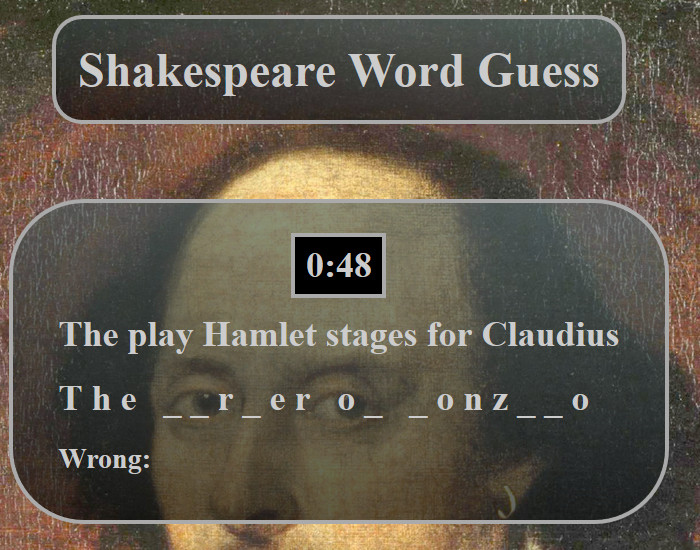 Shakespeare Word Guess
0:48
The play Hamlet stages for Claudius
T h e _ _ r _ e r o _ _ o n z _ _ o
Wrong: